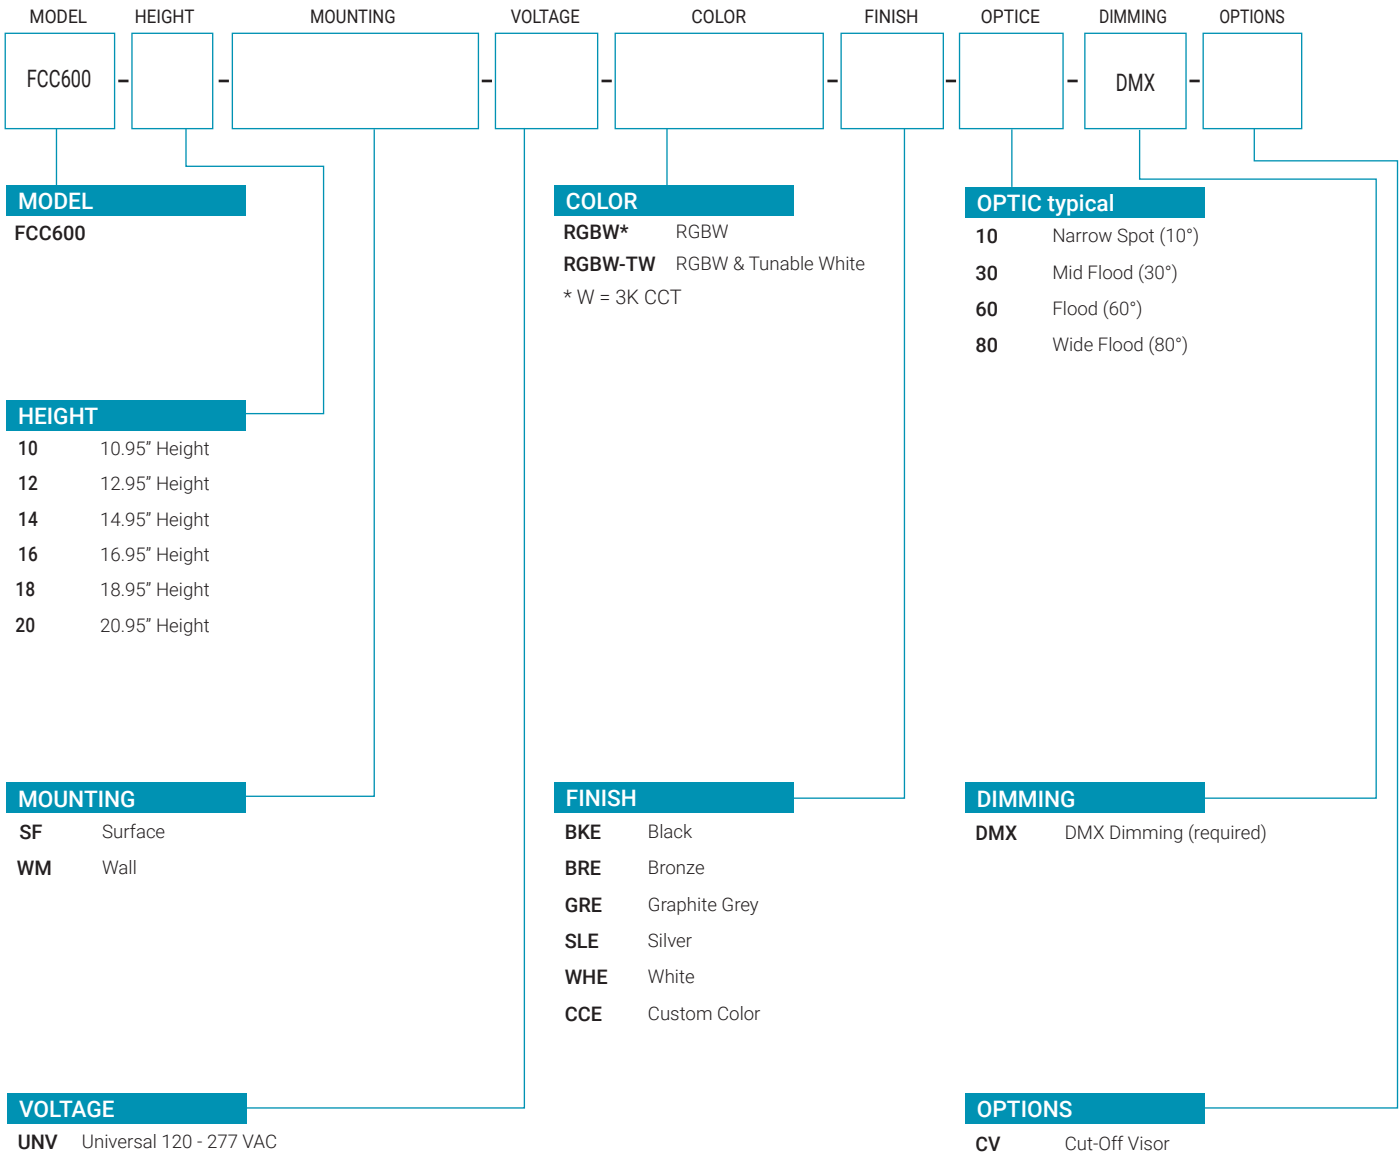 MODEL HEIGHT MOUNTING VOLTAGE COLOR FINISH OPTICE DIMMING OPTIONS
FCC600 - - - - - - - DMX -
MODEL
FCC600
HEIGHT
10 10.95” Height
12 12.95” Height
14 14.95” Height
16 16.95” Height
18 18.95” Height
20 20.95” Height
MOUNTING
SF Surface
WM Wall
VOLTAGE
UNV Universal 120 - 277 VAC
COLOR
RGBW* RGBW
RGBW-TW RGBW & Tunable White
* W = 3K CCT
FINISH
BKE Black
BRE Bronze
GRE Graphite Grey
SLE Silver
WHE White
CCE Custom Color
OPTIC typical
10 Narrow Spot (10°)
30 Mid Flood (30°)
60 Flood (60°)
80 Wide Flood (80°)
DIMMING
DMX DMX Dimming (required)
OPTIONS
CV Cut-Off Visor